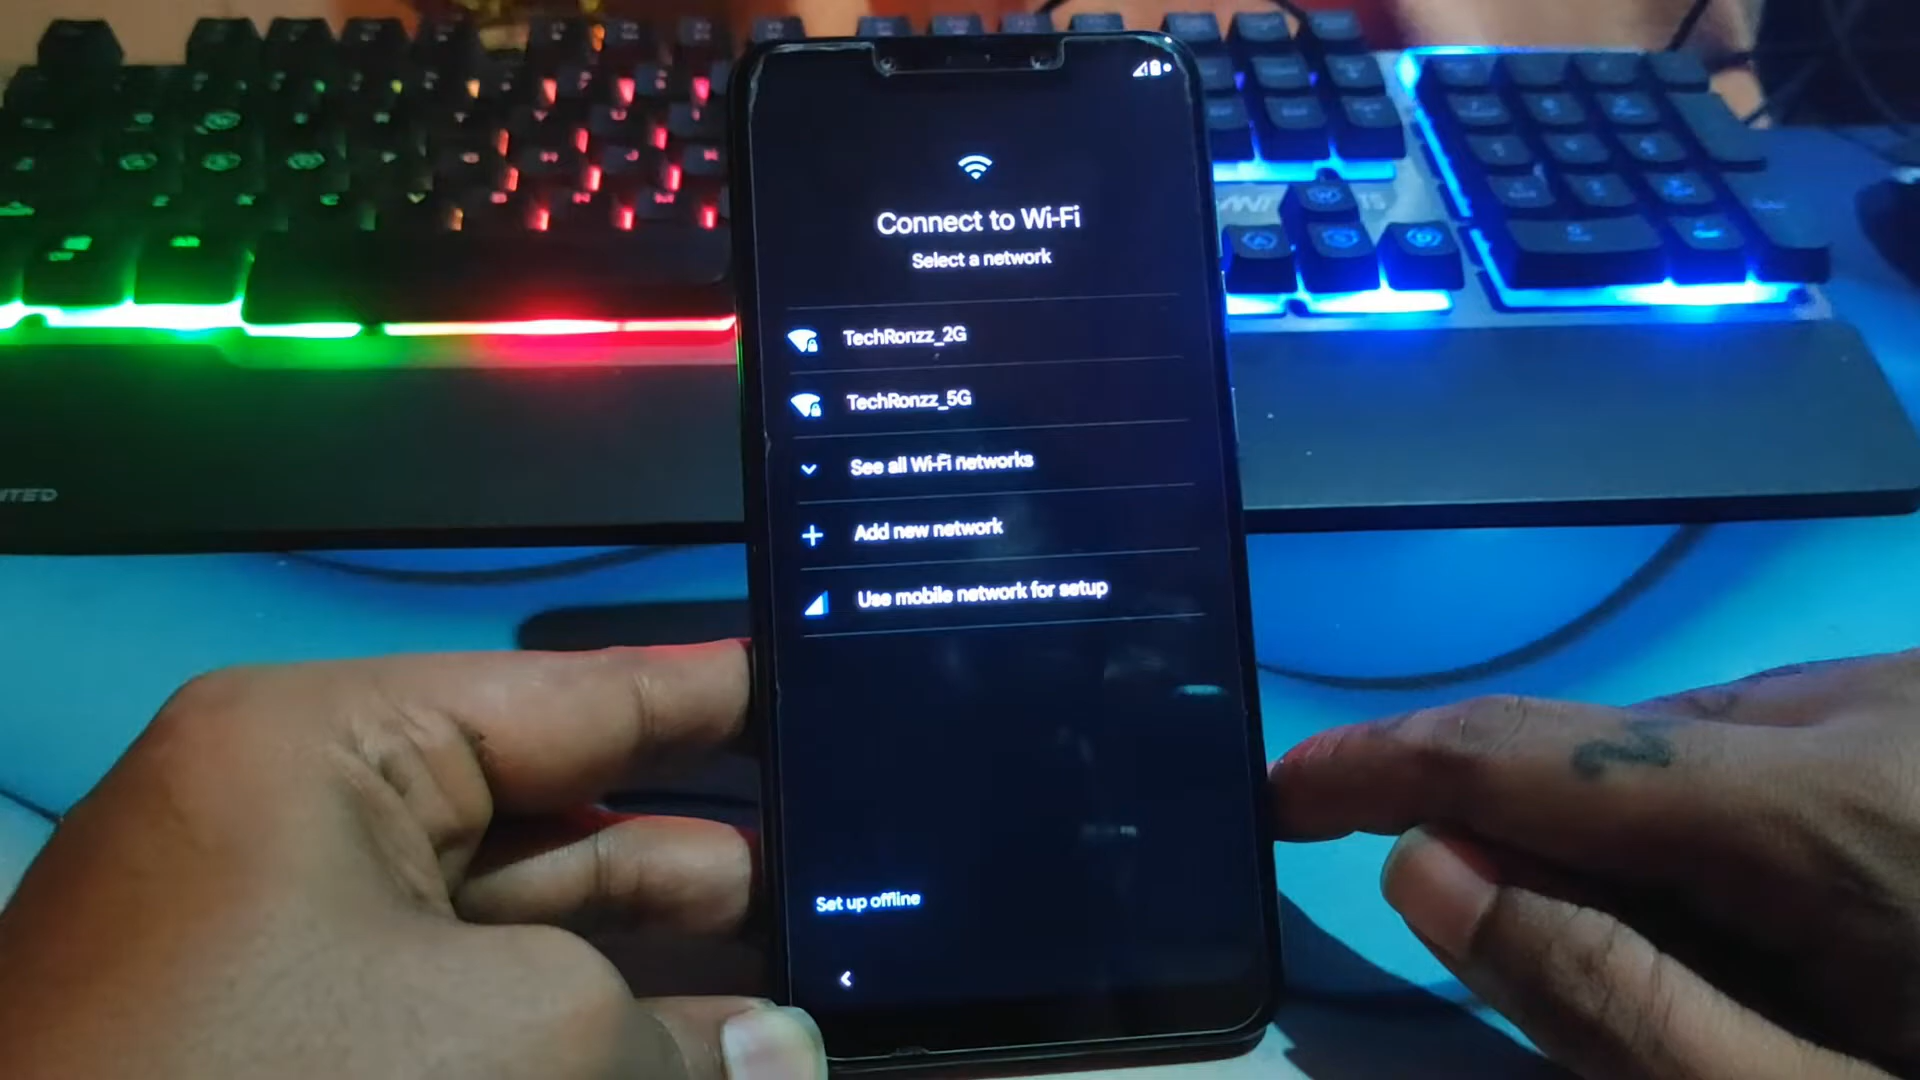 Connect to Wi-Fi
Select a network
TechRonzz_2G
TechRonzz_5G
See all Wi-Fi networks
Add new network
Use mobile network for setup
Set up offline